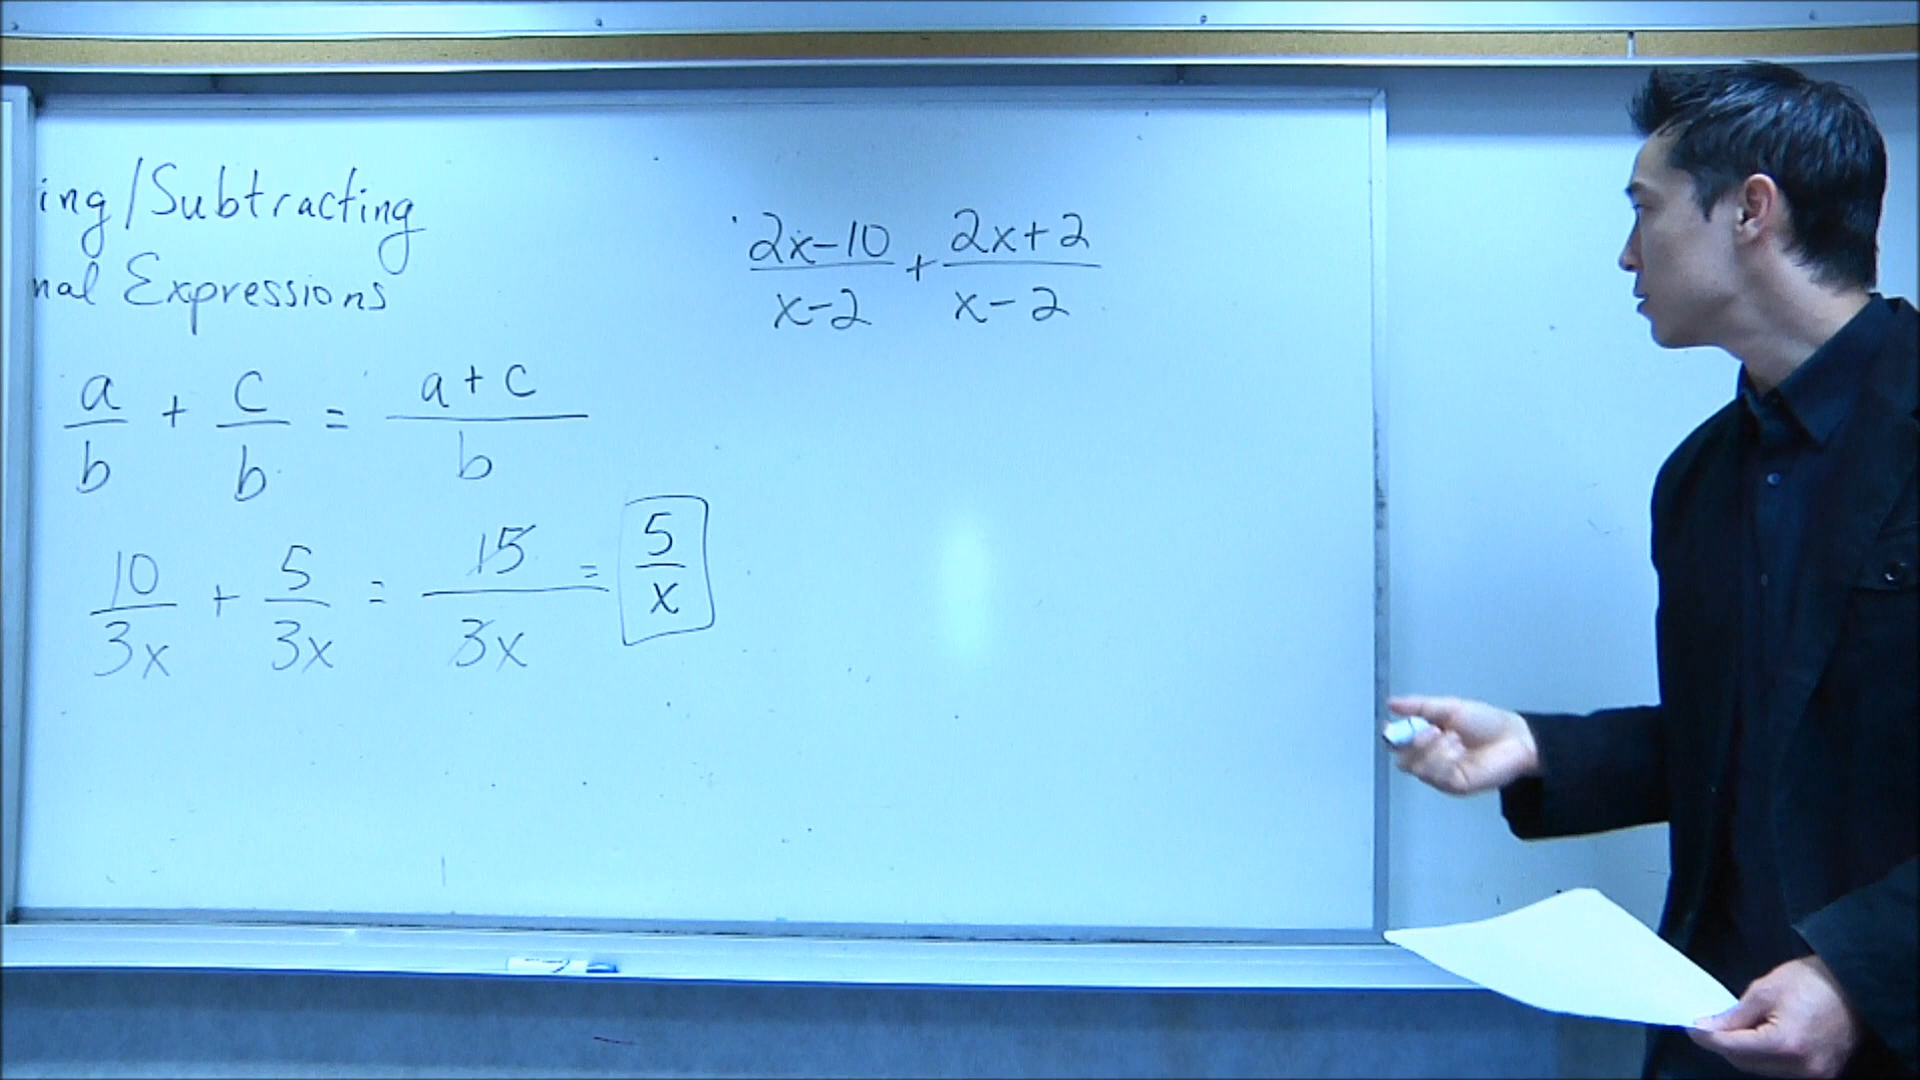 ing/Subtracting
nal Expressions
a/b + c/b = a+c/b
10/3x + 5/3x = 15/3x = 5/x
2x-10/x-2 + 2x+2/x-2